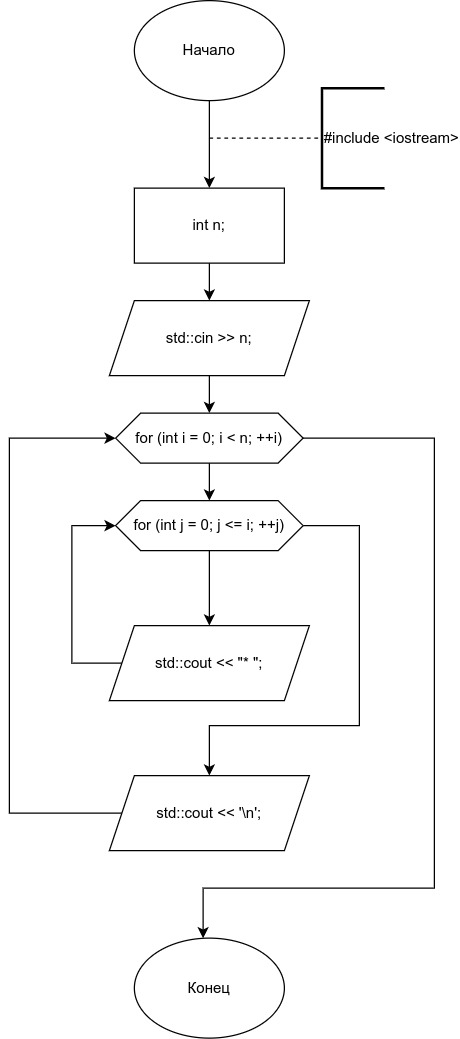 Начало
#include <iostream>
int n;
std::cin >> n;
for (int i = 0; i < n; ++i)
for (int j = 0; j <= i; ++j)
std::cout << "* ";
std::cout << '\n';
Конец